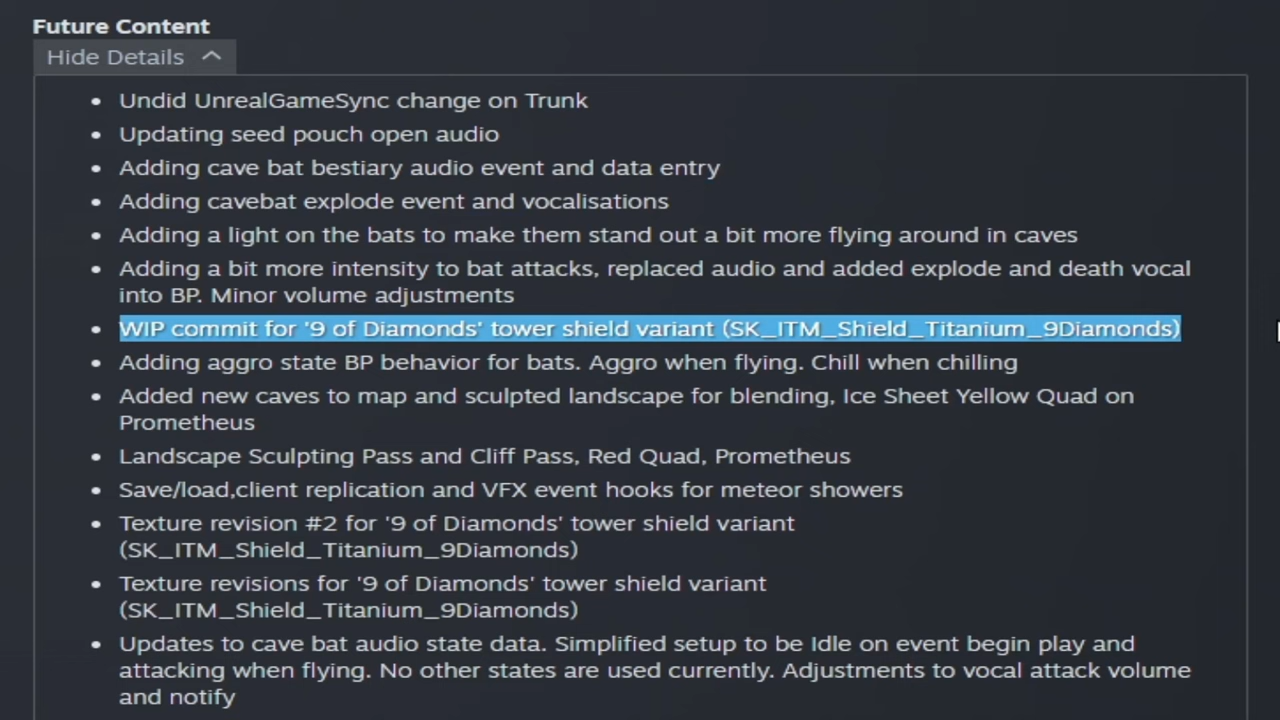 Future Content
Hide Details
• Undid UnrealGameSync change on Trunk
• Updating seed pouch open audio
• Adding cave bat bestiary audio event and data entry
• Adding cavebat explode event and vocalisations
• Adding a light on the bats to make them stand out a bit more flying around in caves
• Adding a bit more intensity to bat attacks, replaced audio and added explode and death vocal
into BP. Minor volume adjustments
• WIP commit for '9 of Diamonds' tower shield variant (SK_ITM_Shield_Titanium_9Diamonds)
• Adding aggro state BP behavior for bats. Aggro when flying. Chill when chilling
• Added new caves to map and sculpted landscape for blending, Ice Sheet Yellow Quad on
Prometheus
• Landscape Sculpting Pass and Cliff Pass, Red Quad, Prometheus
• Save/load,client replication and VFX event hooks for meteor showers
• Texture revision #2 for '9 of Diamonds' tower shield variant
(SK_ITM_Shield_Titanium_9Diamonds)
• Texture revisions for '9 of Diamonds' tower shield variant
(SK_ITM_Shield_Titanium_9Diamonds)
• Updates to cave bat audio state data. Simplified setup to be Idle on event begin play and
attacking when flying. No other states are used currently. Adjustments to vocal attack volume
and notify